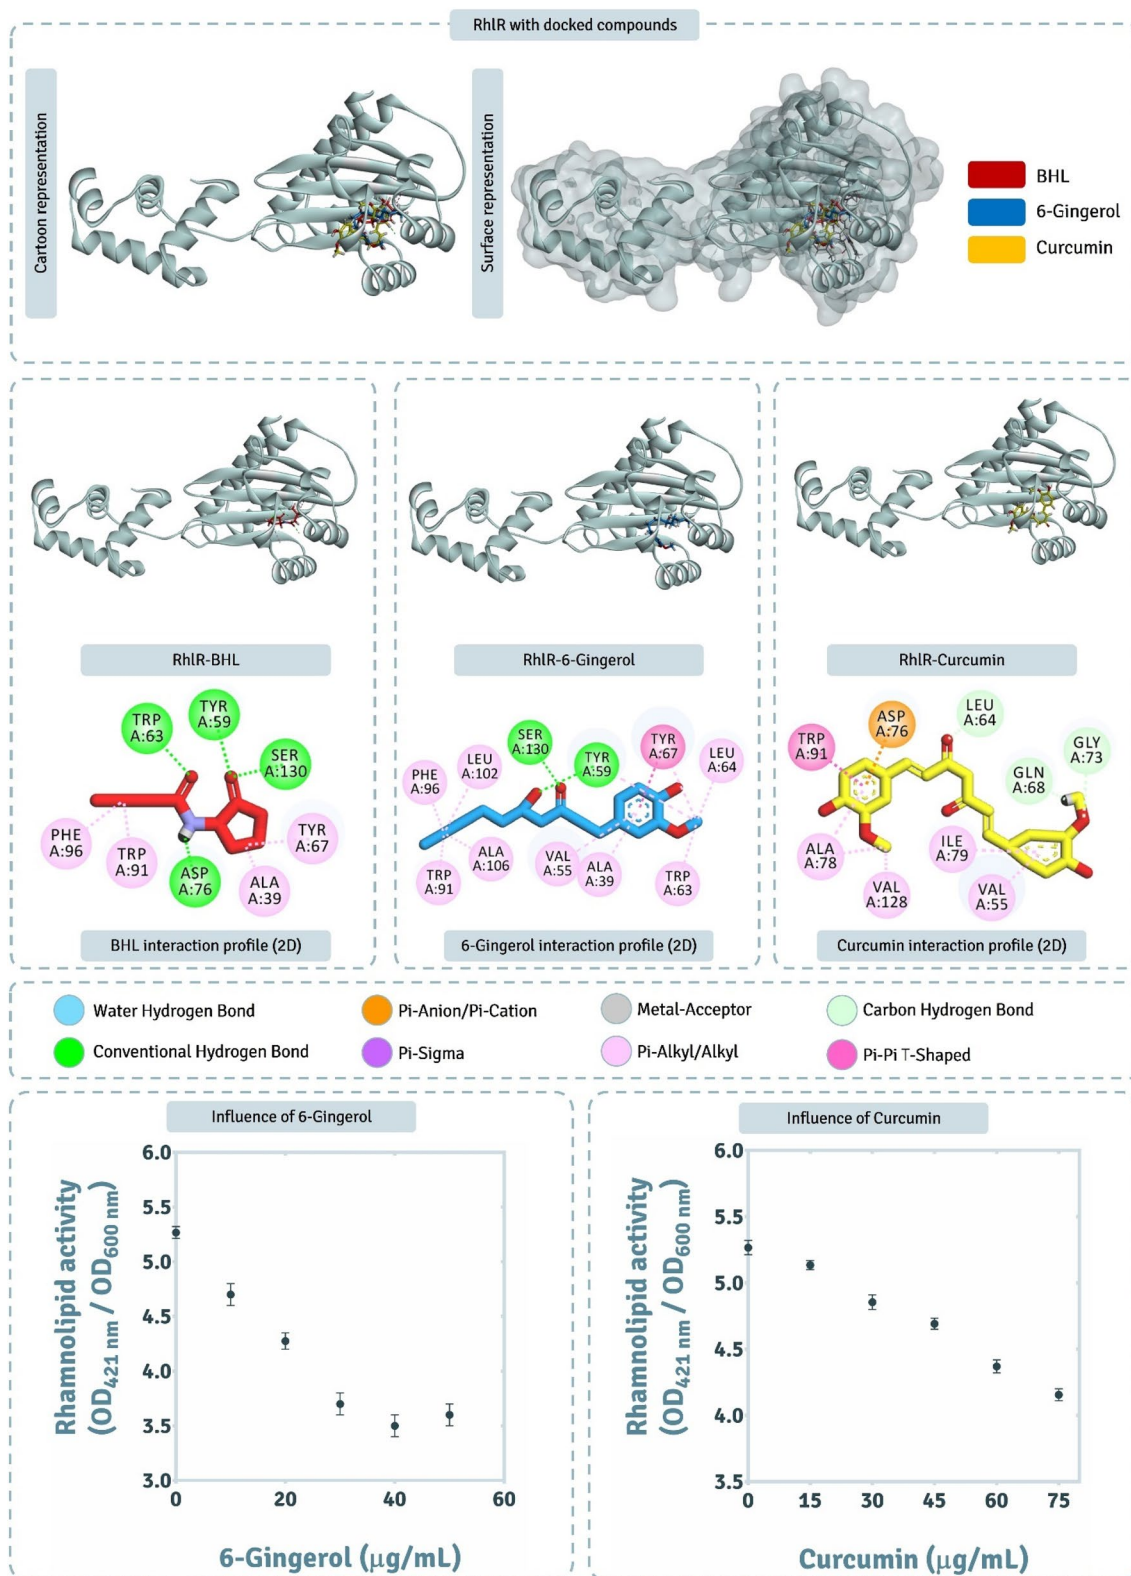 RhlR with docked compounds
Cartoon representation
Surface representation
BHL
6-Gingerol
Curcumin
RhlR-BHL
RhlR-6-Gingerol
RhlR-Curcumin
TRP
A:63
TYR
A:59
SER
A:130
PHE
A:96
TRP
A:91
ASP
A:76
ALA
A:39
TYR
A:67
BHL interaction profile (2D)
PHE
A:96
LEU
A:102
SER
A:130
TYR
A:59
TYR
A:67
LEU
A:64
TRP
A:91
ALA
A:106
VAL
A:55
ALA
A:39
TRP
A:63
6-Gingerol interaction profile (2D)
TRP
A:91
ASP
A:76
LEU
A:64
GLY
A:73
GLN
A:68
ALA
A:78
VAL
A:128
ILE
A:79
VAL
A:55
Curcumin interaction profile (2D)
Water Hydrogen Bond
Pi-Anion/Pi-Cation
Metal-Acceptor
Carbon Hydrogen Bond
Conventional Hydrogen Bond
Pi-Sigma
Pi-Alkyl/Alkyl
Pi-Pi T-Shaped
Influence of 6-Gingerol
Rhamnolipid activity
(OD421 nm / OD600 nm)
6.0
5.5
5.0
4.5
4.0
3.5
3.0
0 20 40 60
6-Gingerol (μg/mL)
Influence of Curcumin
Rhamnolipid activity
(OD421 nm / OD600 nm)
6.0
5.5
5.0
4.5
4.0
3.5
0 15 30 45 60 75
Curcumin (μg/mL)